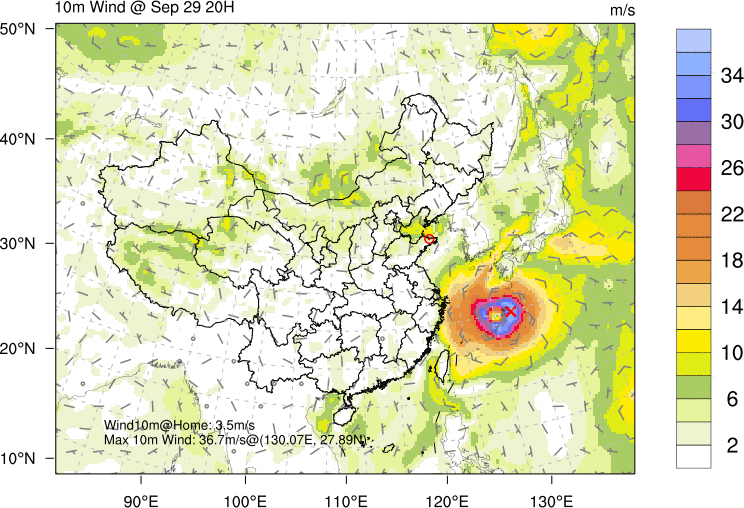 10m Wind @ Sep 29 20H
m/s
50°N
40°N
30°N
20°N
10°N
90°E
100°E
110°E
120°E
130°E
Wind10m@Home: 3.5m/s
Max 10m Wind: 36.7m/s@(130.07E, 27.89N)
34
30
26
22
18
14
10
6
2